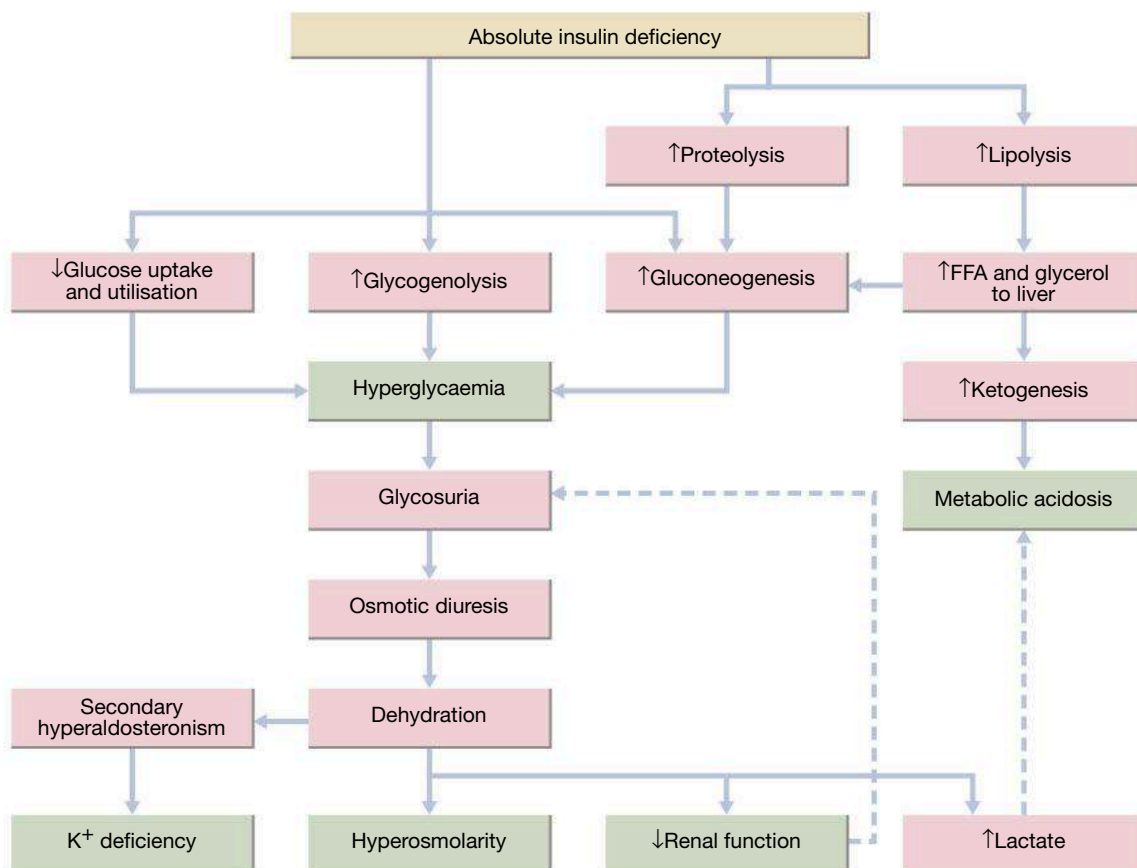 Absolute insulin deficiency
↑Proteolysis
↑Lipolysis
↓Glucose uptake
and utilisation
↑Glycogenolysis
↑Gluconeogenesis
↑FFA and glycerol
to liver
Hyperglycaemia
↑Ketogenesis
Glycosuria
Metabolic acidosis
Osmotic diuresis
Secondary
hyperaldosteronism
Dehydration
K⁺ deficiency
Hyperosmolarity
↓Renal function
↑Lactate